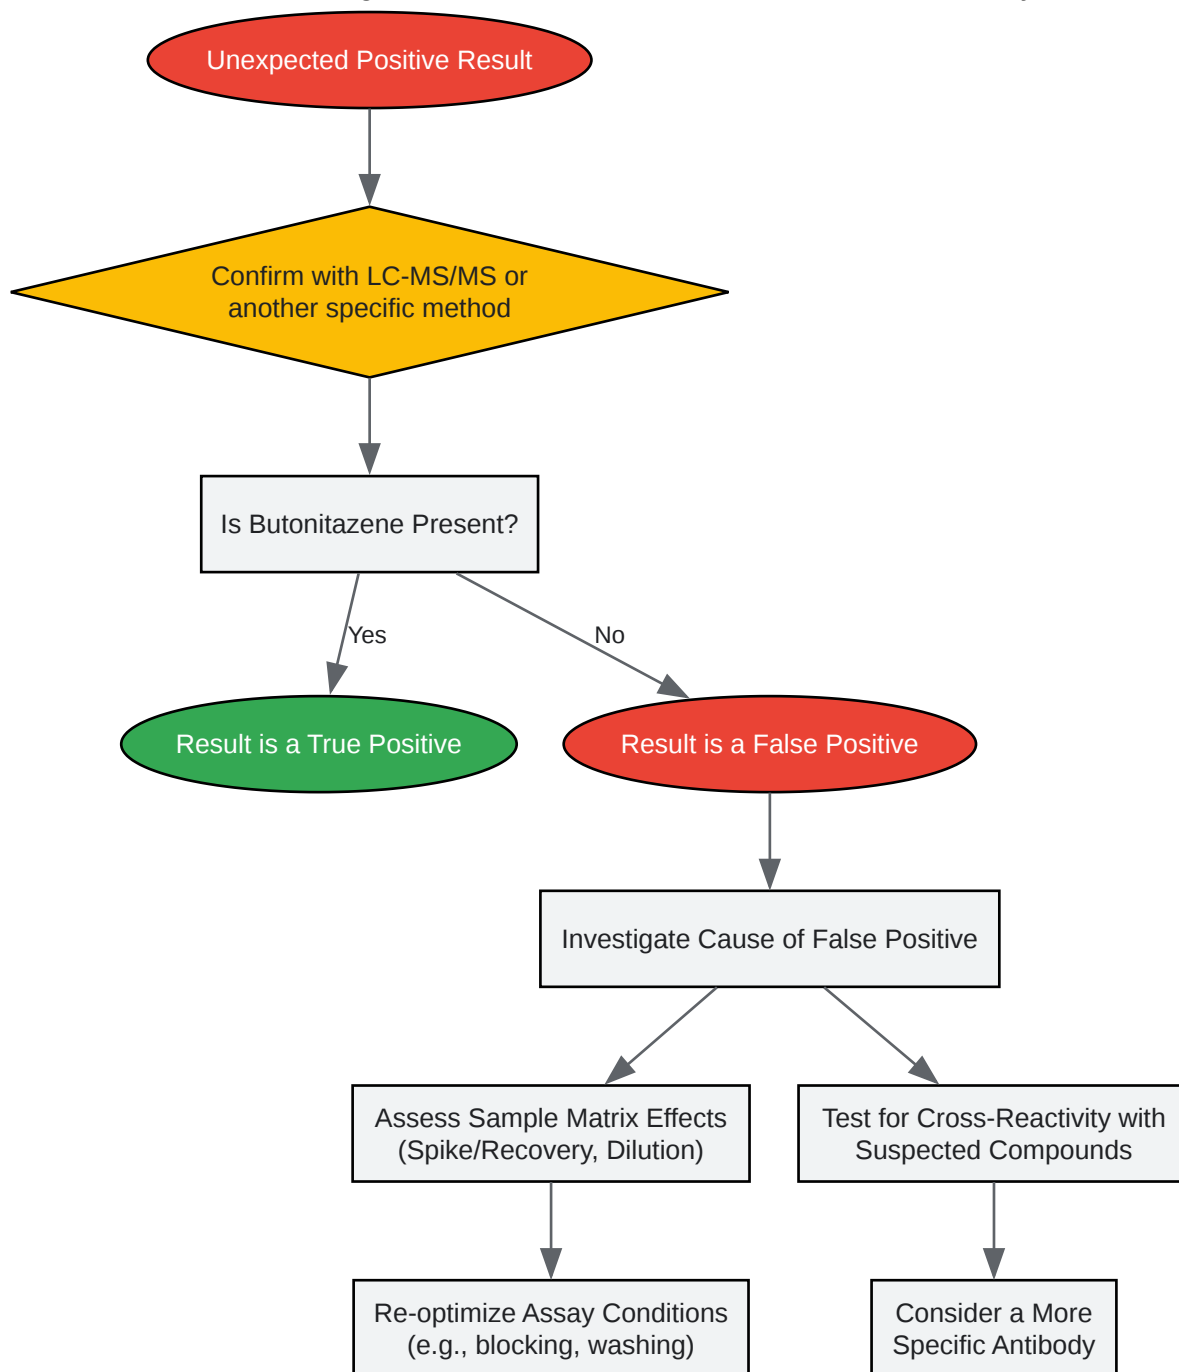 Unexpected Positive Result
Confirm with LC-MS/MS or
another specific method
Is Butonitazene Present?
Yes
No
Result is a True Positive
Result is a False Positive
Investigate Cause of False Positive
Assess Sample Matrix Effects
(Spike/Recovery, Dilution)
Test for Cross-Reactivity with
Suspected Compounds
Re-optimize Assay Conditions
(e.g., blocking, washing)
Consider a More
Specific Antibody